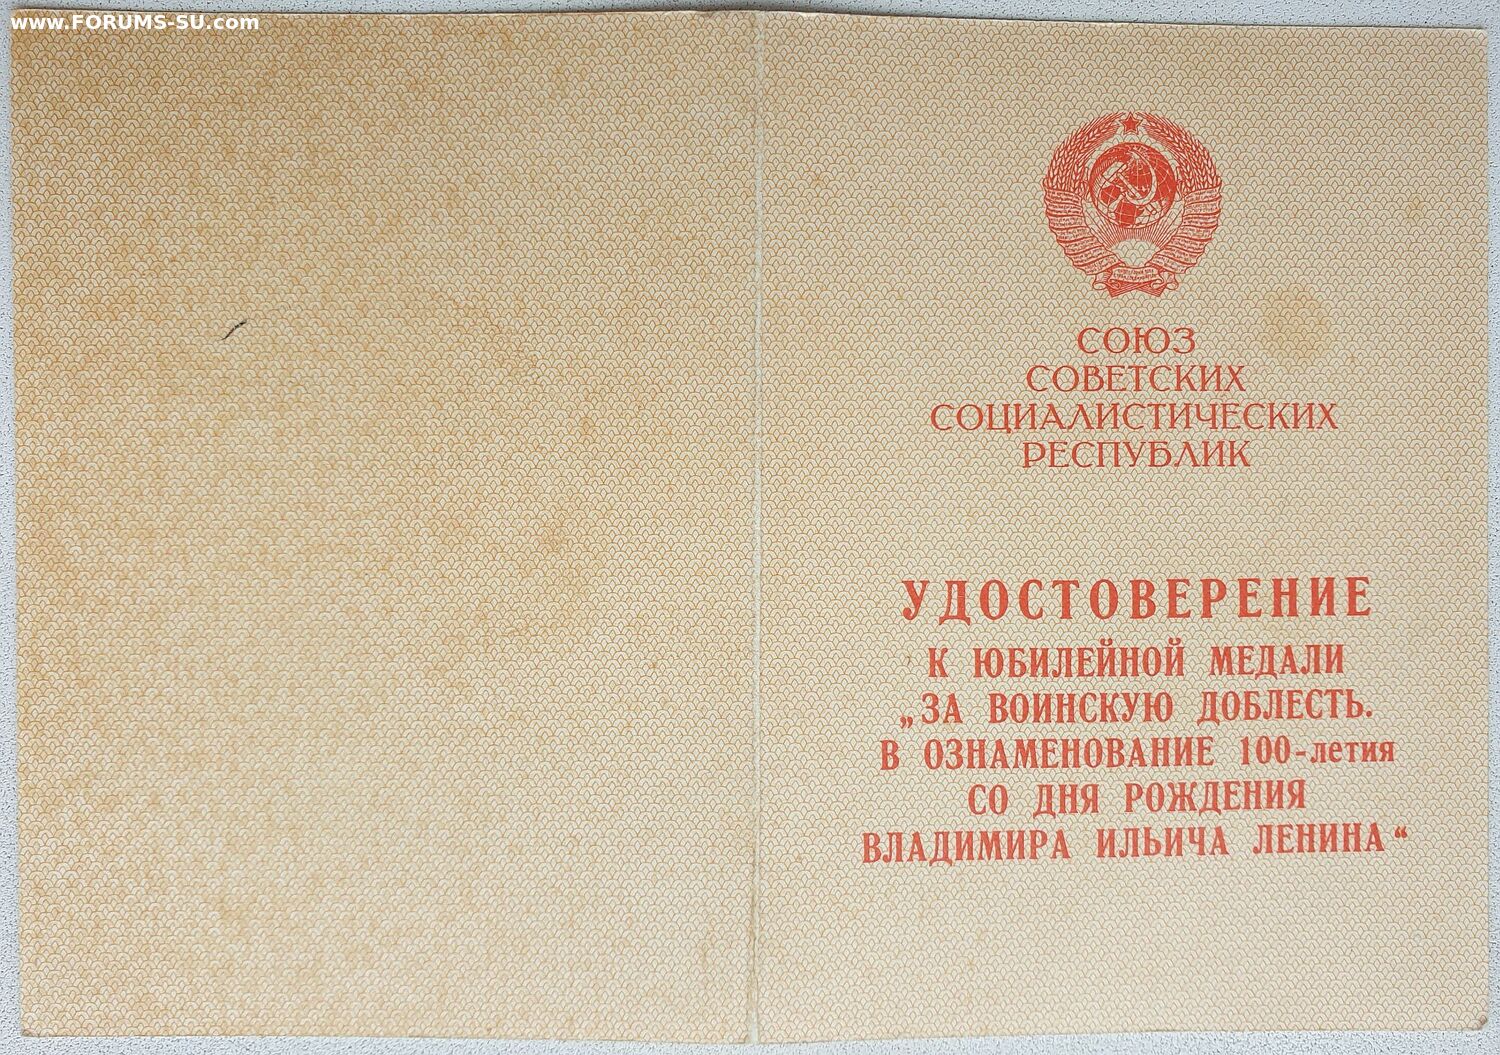 www.FORUMS-SU.com
СОЮЗ
СОВЕТСКИХ
СОЦИАЛИСТИЧЕСКИХ
РЕСПУБЛИК
УДОСТОВЕРЕНИЕ
К ЮБИЛЕЙНОЙ МЕДАЛИ
„ЗА ВОИНСКУЮ ДОБЛЕСТЬ.
В ОЗНАМЕНОВАНИЕ 100-летия
СО ДНЯ РОЖДЕНИЯ
ВЛАДИМИРА ИЛЬИЧА ЛЕНИНА“